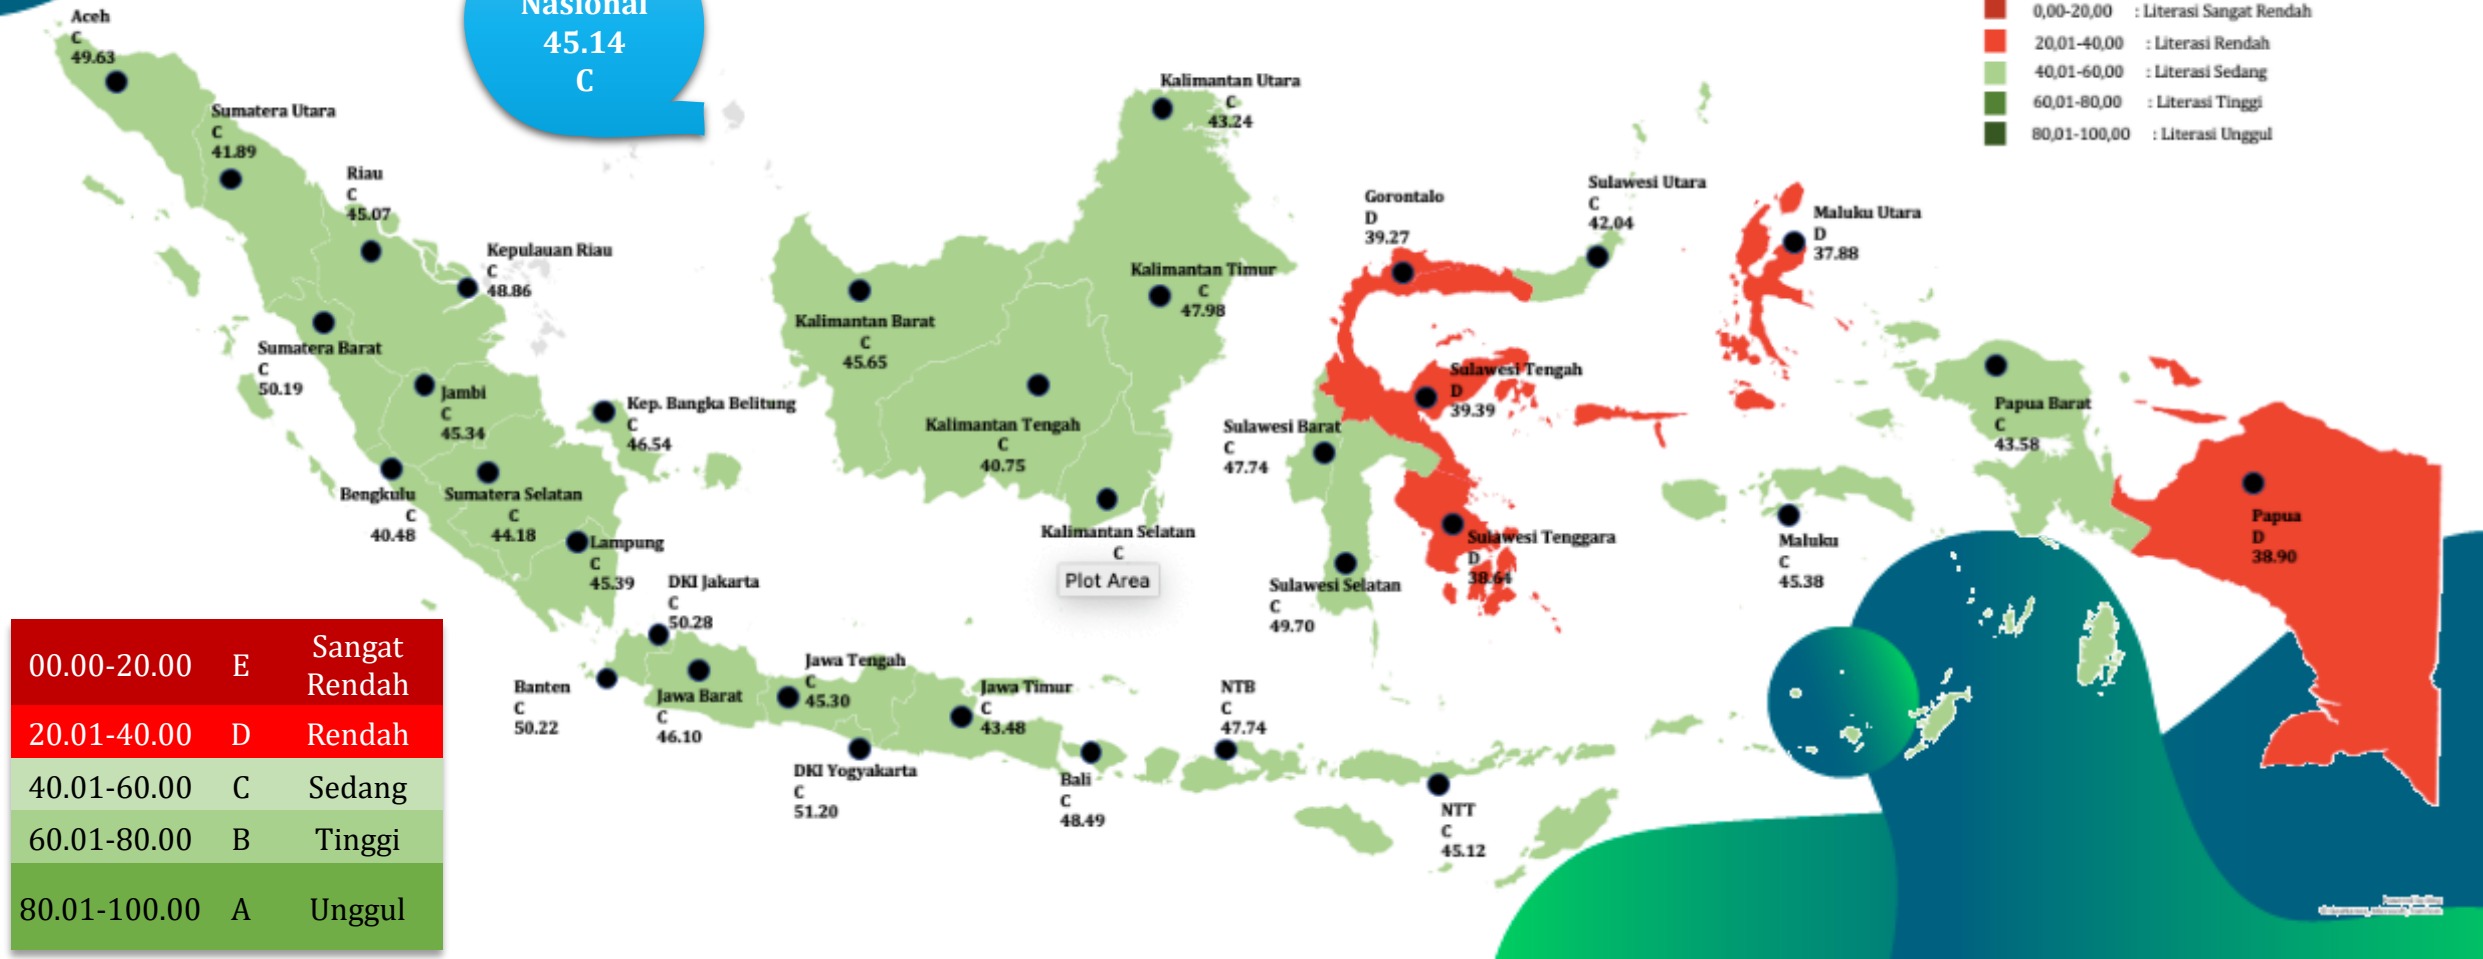 Nasional
45.14
C
0,00-20,00 : Literasi Sangat Rendah
20,01-40,00 : Literasi Rendah
40,01-60,00 : Literasi Sedang
60,01-80,00 : Literasi Tinggi
80,01-100,00 : Literasi Unggul
Aceh
C
49.63
Sumatera Utara
C
41.89
Riau
C
45.07
Kepulauan Riau
C
48.86
Sumatera Barat
C
50.19
Jambi
C
45.34
Kep. Bangka Belitung
C
46.54
Bengkulu
C
40.48
Sumatera Selatan
C
44.18
Lampung
C
45.39
DKI Jakarta
C
50.28
Banten
C
50.22
Jawa Barat
C
46.10
Jawa Tengah
C
45.30
DKI Yogyakarta
C
51.20
Jawa Timur
C
43.48
Bali
C
48.49
NTB
C
47.74
NTT
C
45.12
Kalimantan Utara
C
43.24
Kalimantan Timur
C
47.98
Kalimantan Barat
C
45.65
Kalimantan Tengah
C
40.75
Kalimantan Selatan
C
Plot Area
Gorontalo
D
39.27
Sulawesi Utara
C
42.04
Sulawesi Tengah
D
39.39
Sulawesi Barat
C
47.74
Sulawesi Tenggara
D
38.64
Sulawesi Selatan
C
49.70
Maluku Utara
D
37.88
Maluku
C
45.38
Papua Barat
C
43.58
Papua
D
38.90
00.00-20.00 E Sangat Rendah
20.01-40.00 D Rendah
40.01-60.00 C Sedang
60.01-80.00 B Tinggi
80.01-100.00 A Unggul